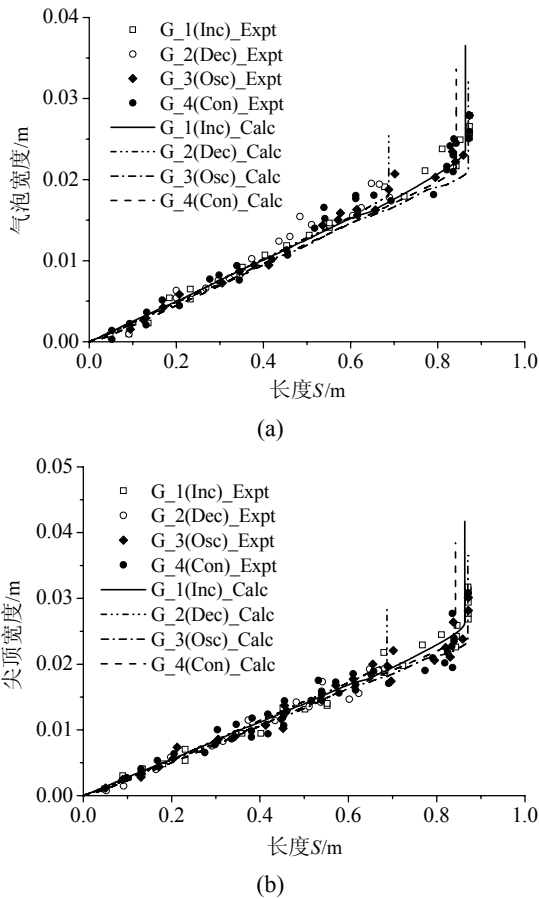 0.04
0.03
0.02
0.01
0.00
气泡宽度/m
G_1(Inc)_Expt
G_2(Dec)_Expt
G_3(Osc)_Expt
G_4(Con)_Expt
G_1(Inc)_Calc
G_2(Dec)_Calc
G_3(Osc)_Calc
G_4(Con)_Calc
0.0 0.2 0.4 0.6 0.8 1.0
长度S/m
(a)
0.05
0.04
0.03
0.02
0.01
0.00
尖顶宽度/m
G_1(Inc)_Expt
G_2(Dec)_Expt
G_3(Osc)_Expt
G_4(Con)_Expt
G_1(Inc)_Calc
G_2(Dec)_Calc
G_3(Osc)_Calc
G_4(Con)_Calc
0.0 0.2 0.4 0.6 0.8 1.0
长度S/m
(b)